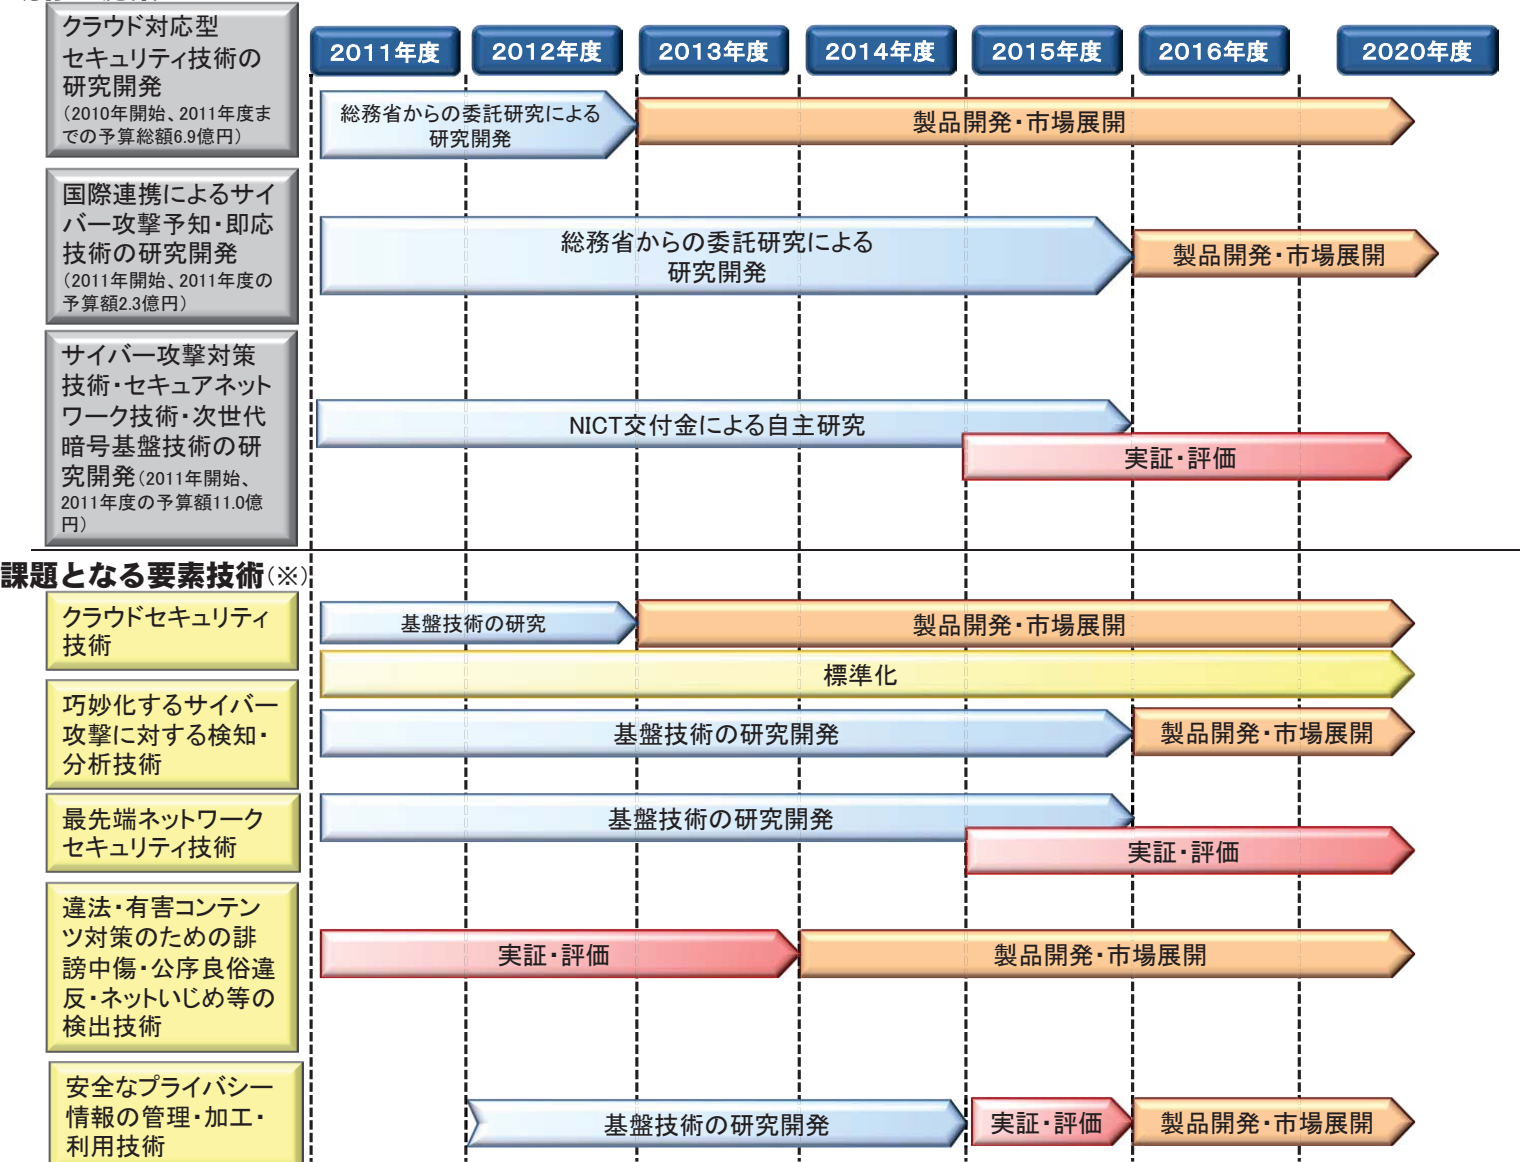 クラウド対応型
セキュリティ技術の
研究開発
(2010年開始、2011年度ま
での予算総額6.9億円)
2011年度
2012年度
2013年度
2014年度
2015年度
2016年度
2020年度
総務省からの委託研究による
研究開発
製品開発・市場展開
国際連携によるサイ
バー攻撃予知・即応
技術の研究開発
(2011年開始、2011年度の
予算額2.3億円)
総務省からの委託研究による
研究開発
製品開発・市場展開
サイバー攻撃対策
技術・セキュアネット
ワーク技術・次世代
暗号基盤技術の研
究開発(2011年開始、
2011年度の予算額11.0億
円)
NICT交付金による自主研究
実証・評価
課題となる要素技術(※)
クラウドセキュリティ
技術
基盤技術の研究
製品開発・市場展開
標準化
巧妙化するサイバー
攻撃に対する検知・
分析技術
基盤技術の研究開発
製品開発・市場展開
最先端ネットワーク
セキュリティ技術
基盤技術の研究開発
実証・評価
違法・有害コンテン
ツ対策のための誹
謗中傷・公序良俗違
反・ネットいじめ等の
検出技術
実証・評価
製品開発・市場展開
安全なプライバシー
情報の管理・加工・
利用技術
基盤技術の研究開発
実証・評価
製品開発・市場展開